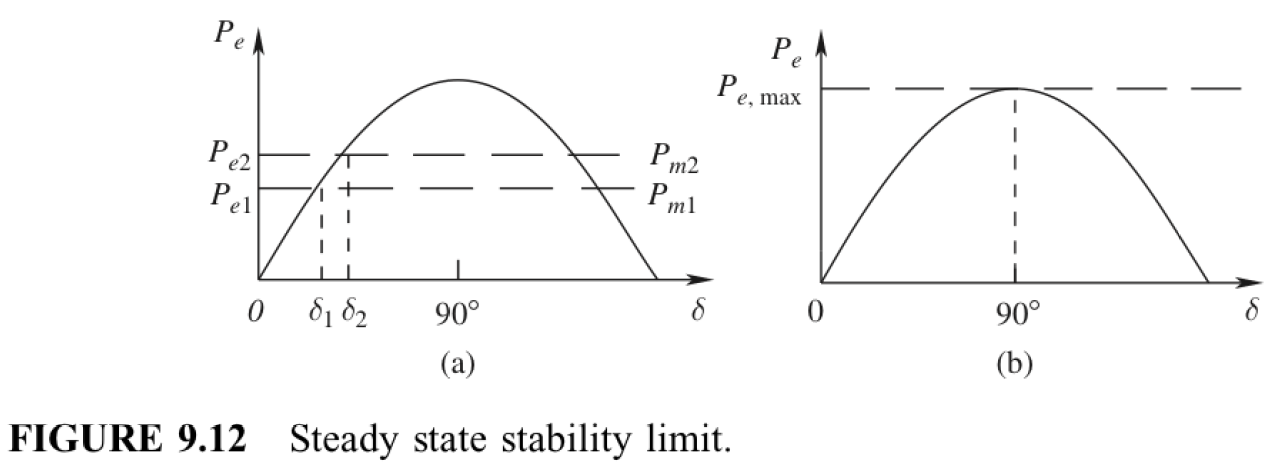 P_e
P_e2
P_m2
P_e1
P_m1
0 δ_1 δ_2 90° δ
(a)
P_e
P_e, max
0 90° δ
(b)
FIGURE 9.12 Steady state stability limit.